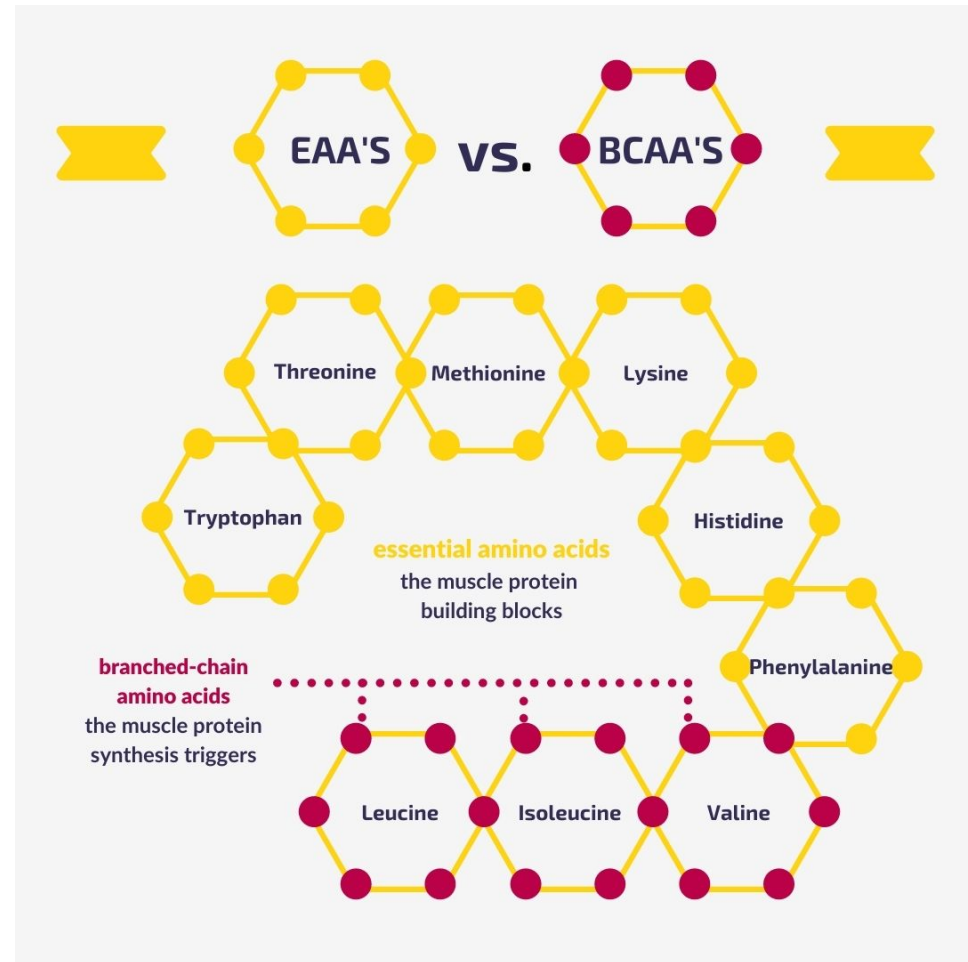 EAA'S
vs.
BCAA'S
Threonine
Methionine
Lysine
Tryptophan
Histidine
essential amino acids
the muscle protein
building blocks
Phenylalanine
branched-chain
amino acids
the muscle protein
synthesis triggers
Leucine
Isoleucine
Valine